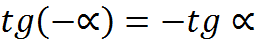 tg(−∝) = −tg ∝